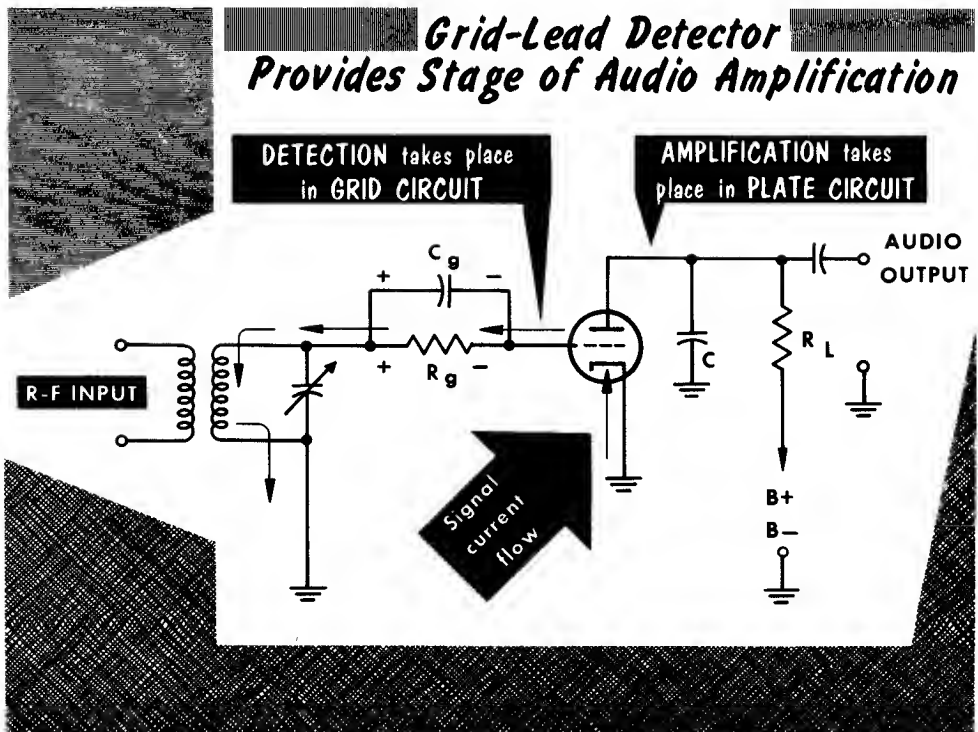 Grid-Lead Detector
Provides Stage of Audio Amplification
DETECTION takes place
in GRID CIRCUIT
AMPLIFICATION takes
place in PLATE CIRCUIT
AUDIO
OUTPUT
C g
+ −
+ R g −
R-F INPUT
C
R L
Signal
current
flow
B+
B−